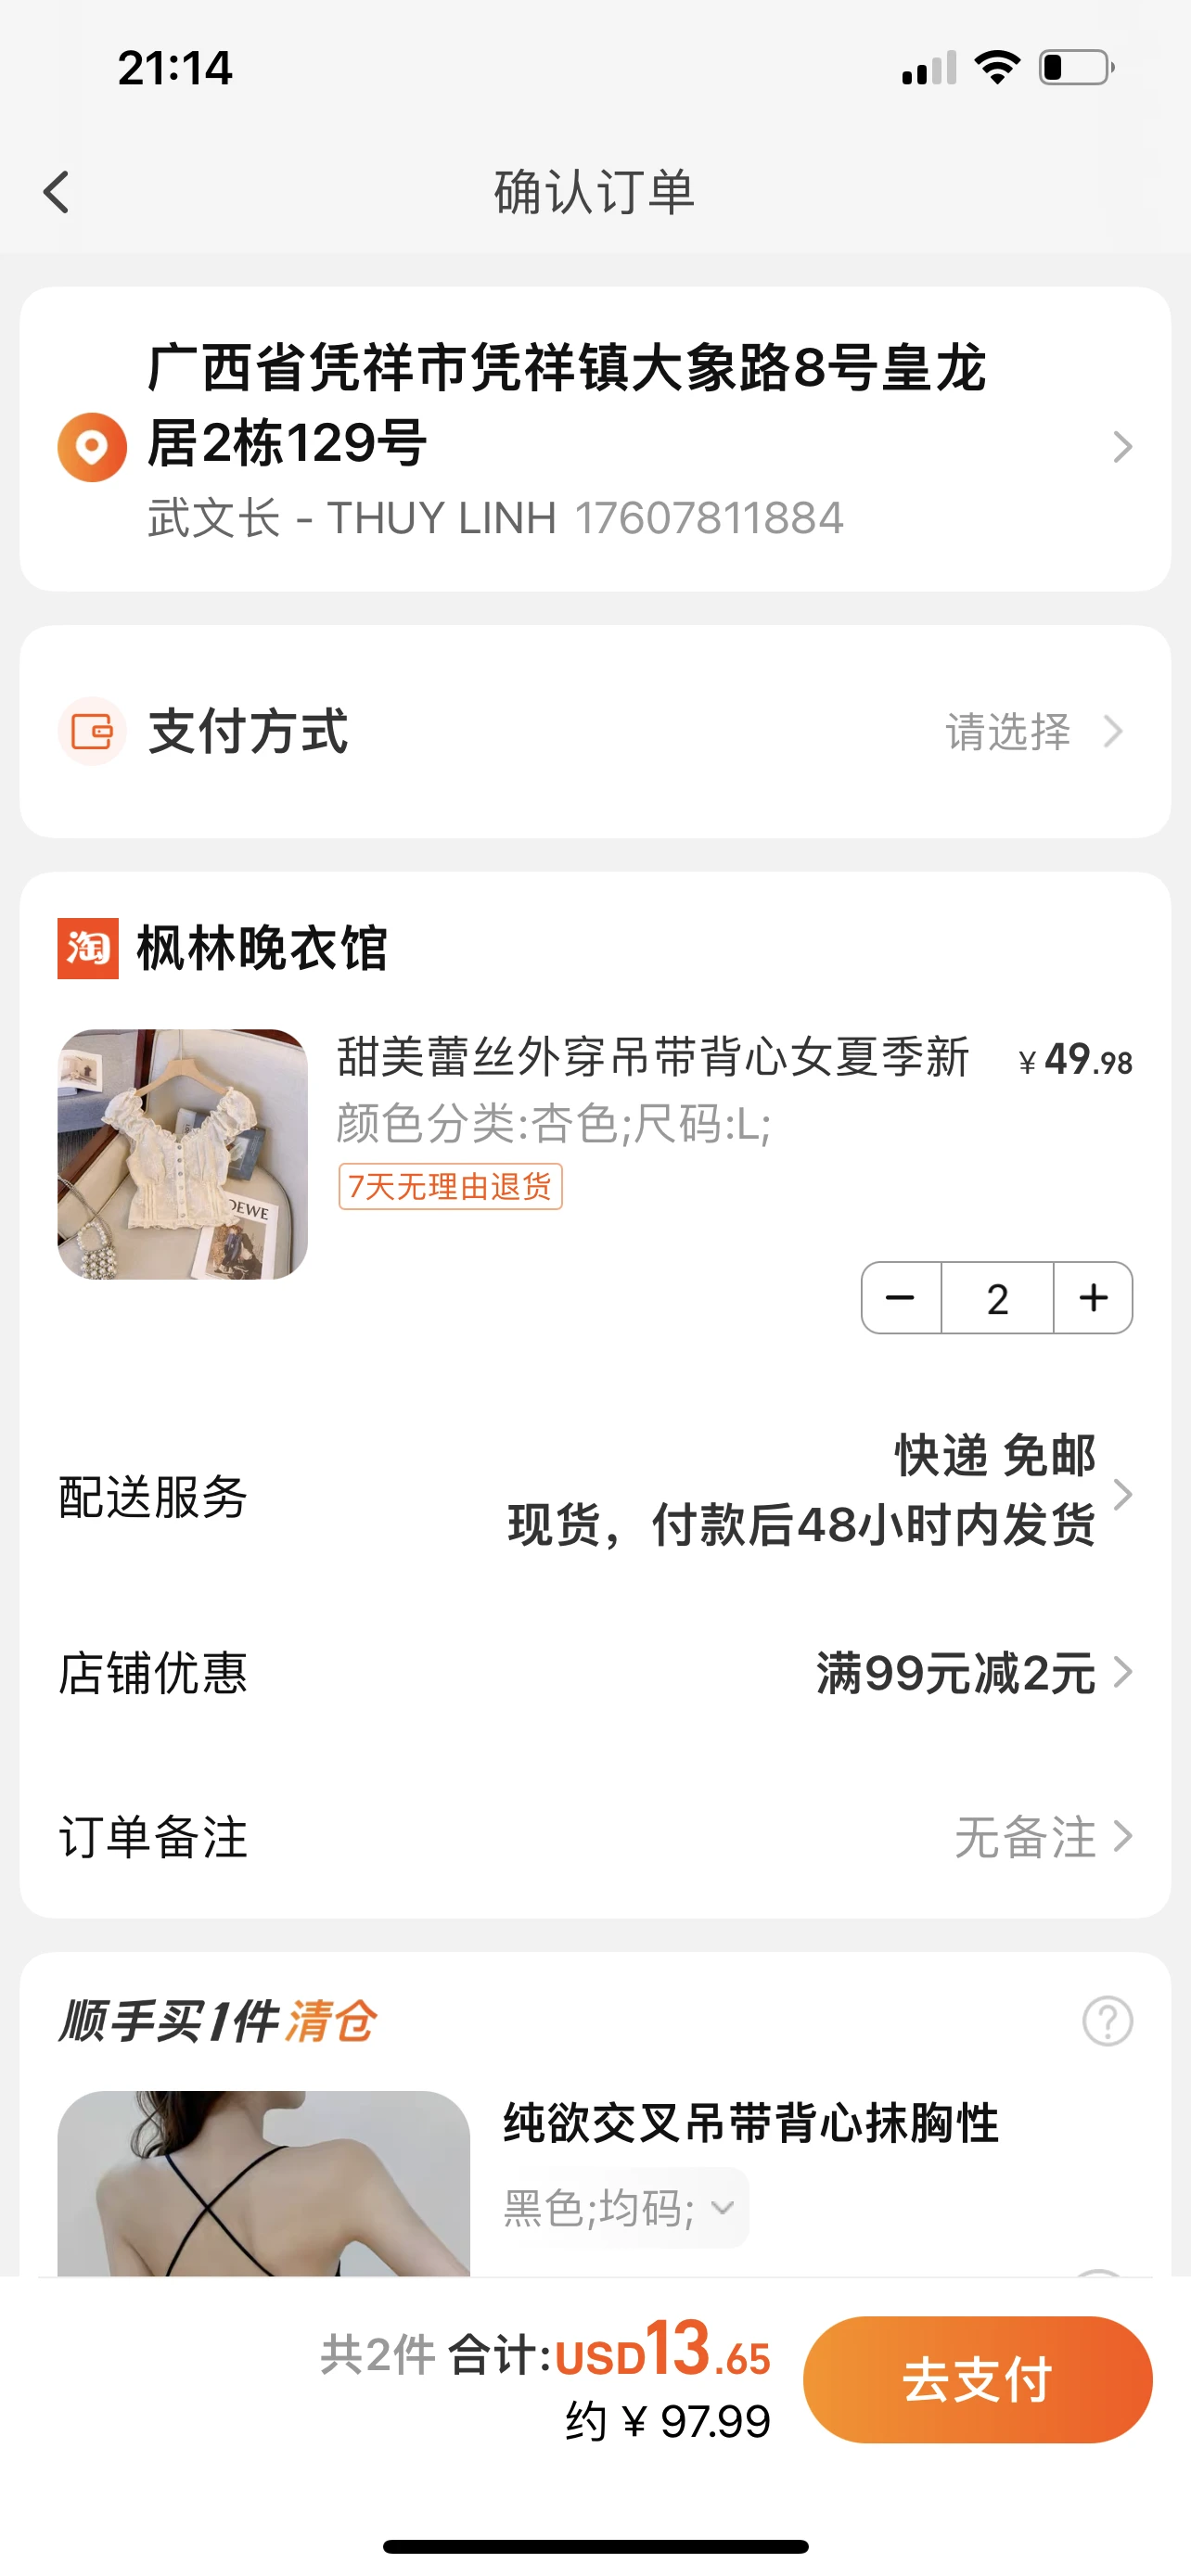 21:14
确认订单
广西省凭祥市凭祥镇大象路8号皇龙
居2栋129号
武文长 - THUY LINH 17607811884
支付方式
请选择
淘 枫林晚衣馆
甜美蕾丝外穿吊带背心女夏季新
¥49.98
颜色分类:杏色;尺码:L;
7天无理由退货
OEWE
2
快递 免邮
配送服务
现货，付款后48小时内发货
店铺优惠
满99元减2元
订单备注
无备注
顺手买1件清仓
纯欲交叉吊带背心抹胸性
黑色;均码;
共2件 合计:USD13.65
约 ¥ 97.99
去支付